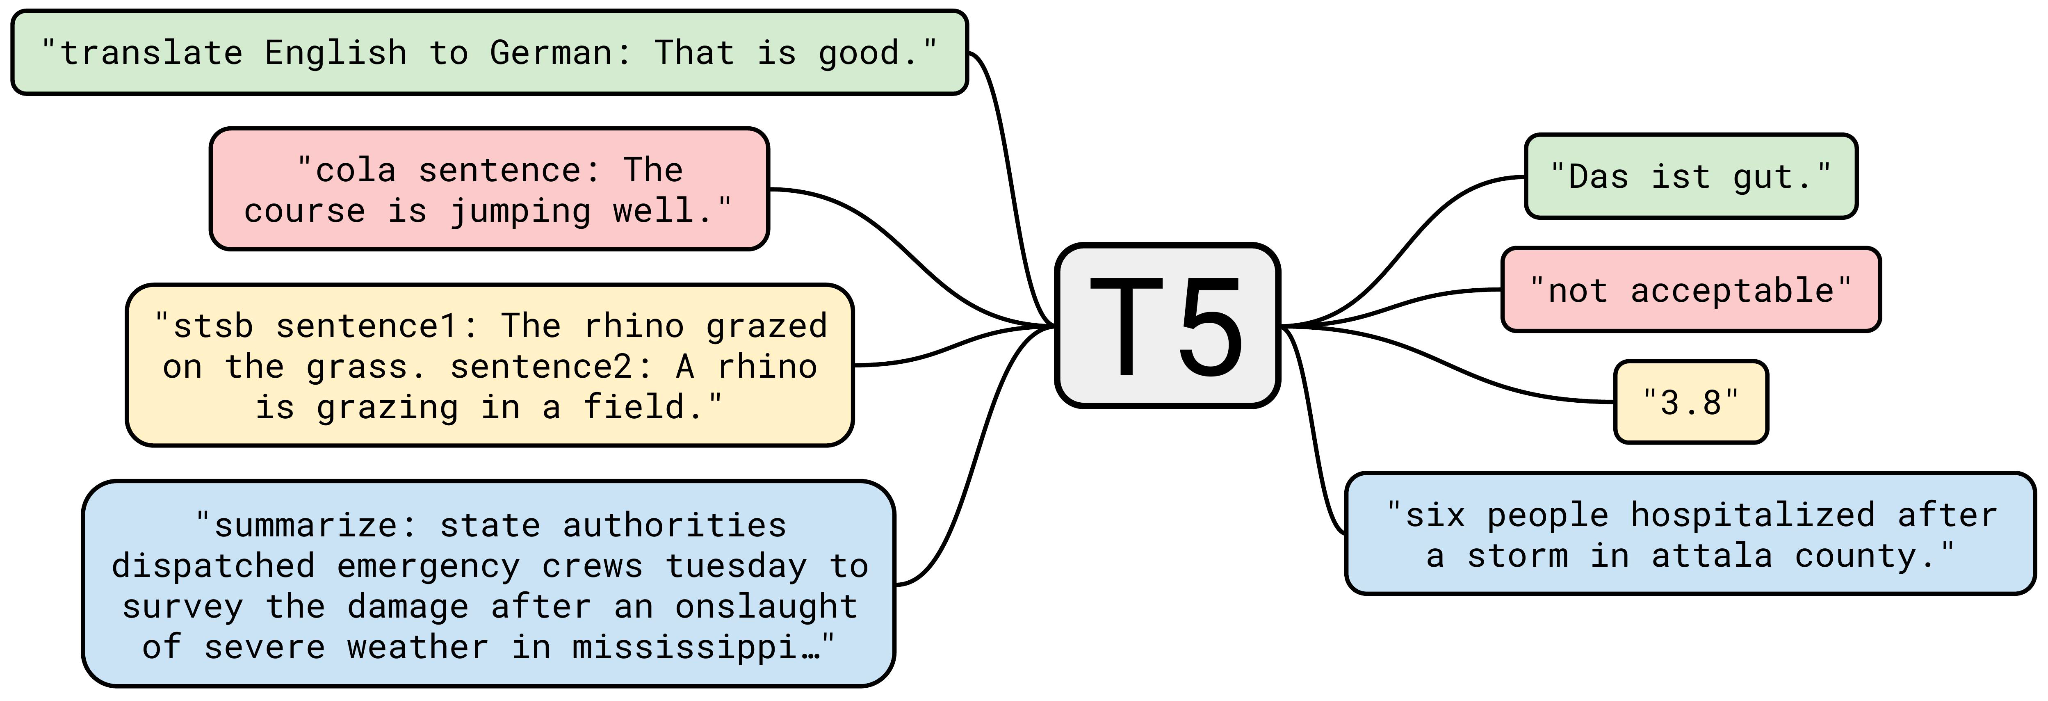 "translate English to German: That is good."
"cola sentence: The
course is jumping well."
"stsb sentence1: The rhino grazed
on the grass. sentence2: A rhino
is grazing in a field."
"summarize: state authorities
dispatched emergency crews tuesday to
survey the damage after an onslaught
of severe weather in mississippi…"
T5
"Das ist gut."
"not acceptable"
"3.8"
"six people hospitalized after
a storm in attala county."